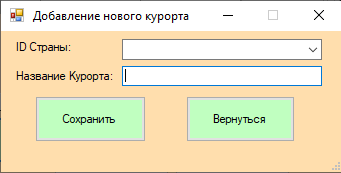 Добавление нового курорта
ID Страны:
Название Курорта:
Сохранить Вернуться